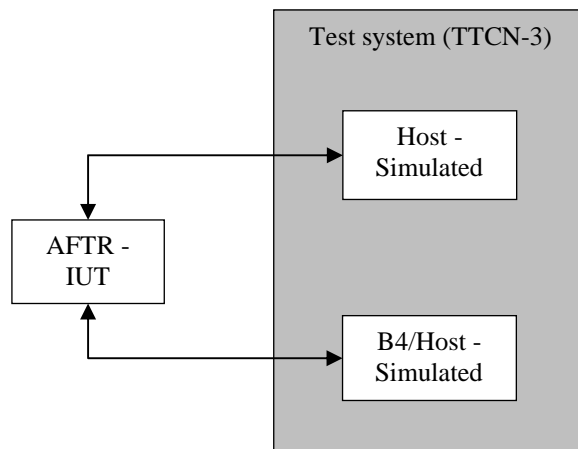 Test system (TTCN-3)
Host -
Simulated
AFTR -
IUT
B4/Host -
Simulated